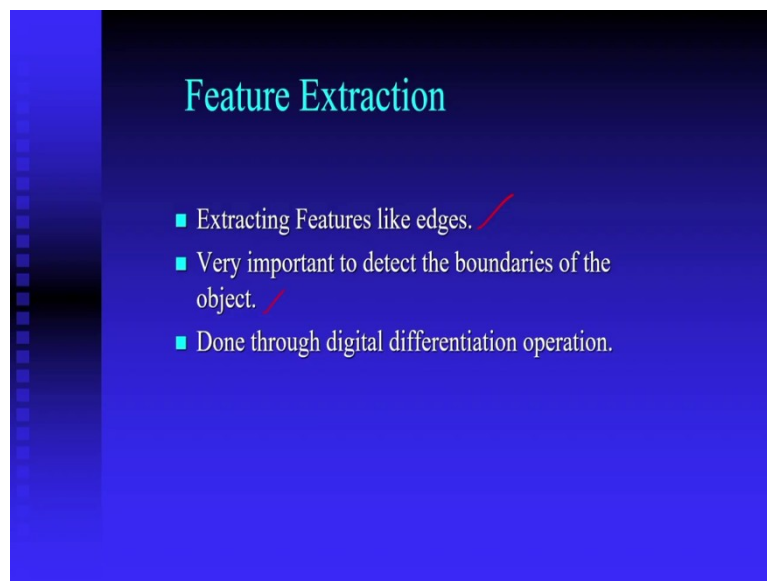 Feature Extraction
Extracting Features like edges.
Very important to detect the boundaries of the
object.
Done through digital differentiation operation.